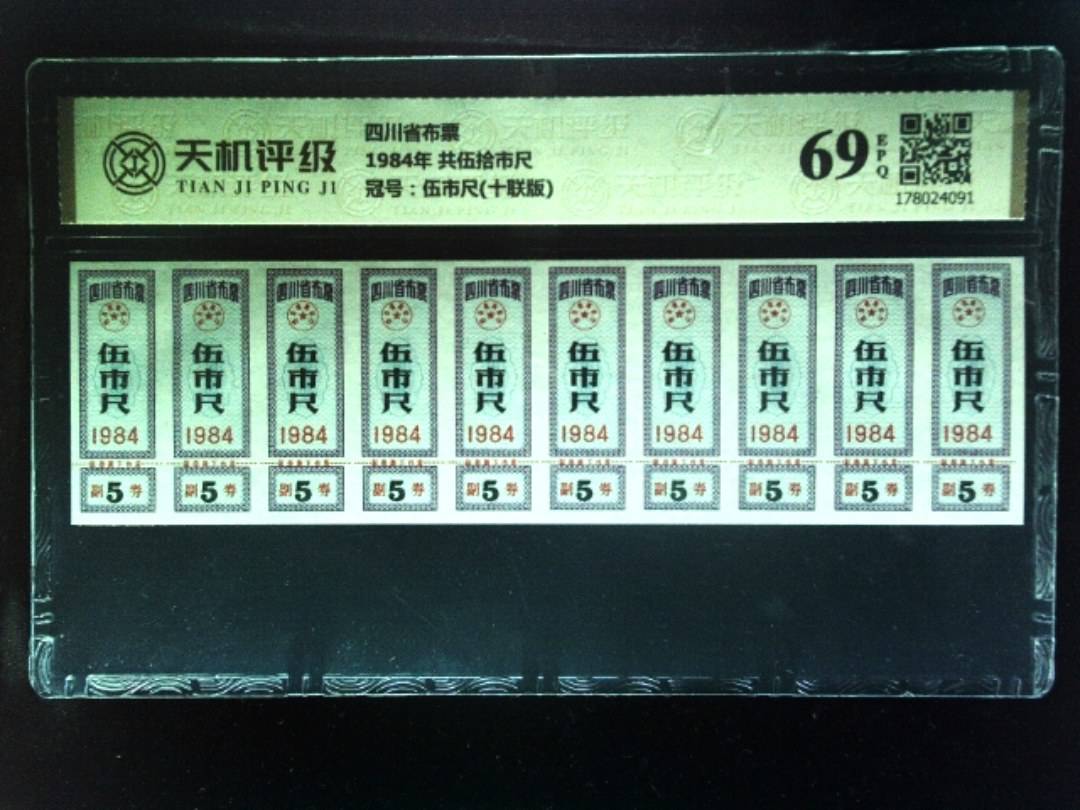 天机评级
TIAN JI PING JI
四川省布票
1984年 共伍拾市尺
冠号：伍市尺(十联版)
69
EPQ
178024091
四川省布票 四川省布票 四川省布票 四川省布票 四川省布票 四川省布票 四川省布票 四川省布票 四川省布票 四川省布票
伍市尺 伍市尺 伍市尺 伍市尺 伍市尺 伍市尺 伍市尺 伍市尺 伍市尺 伍市尺
1984 1984 1984 1984 1984 1984 1984 1984 1984 1984
副5券 副5券 副5券 副5券 副5券 副5券 副5券 副5券 副5券 副5券